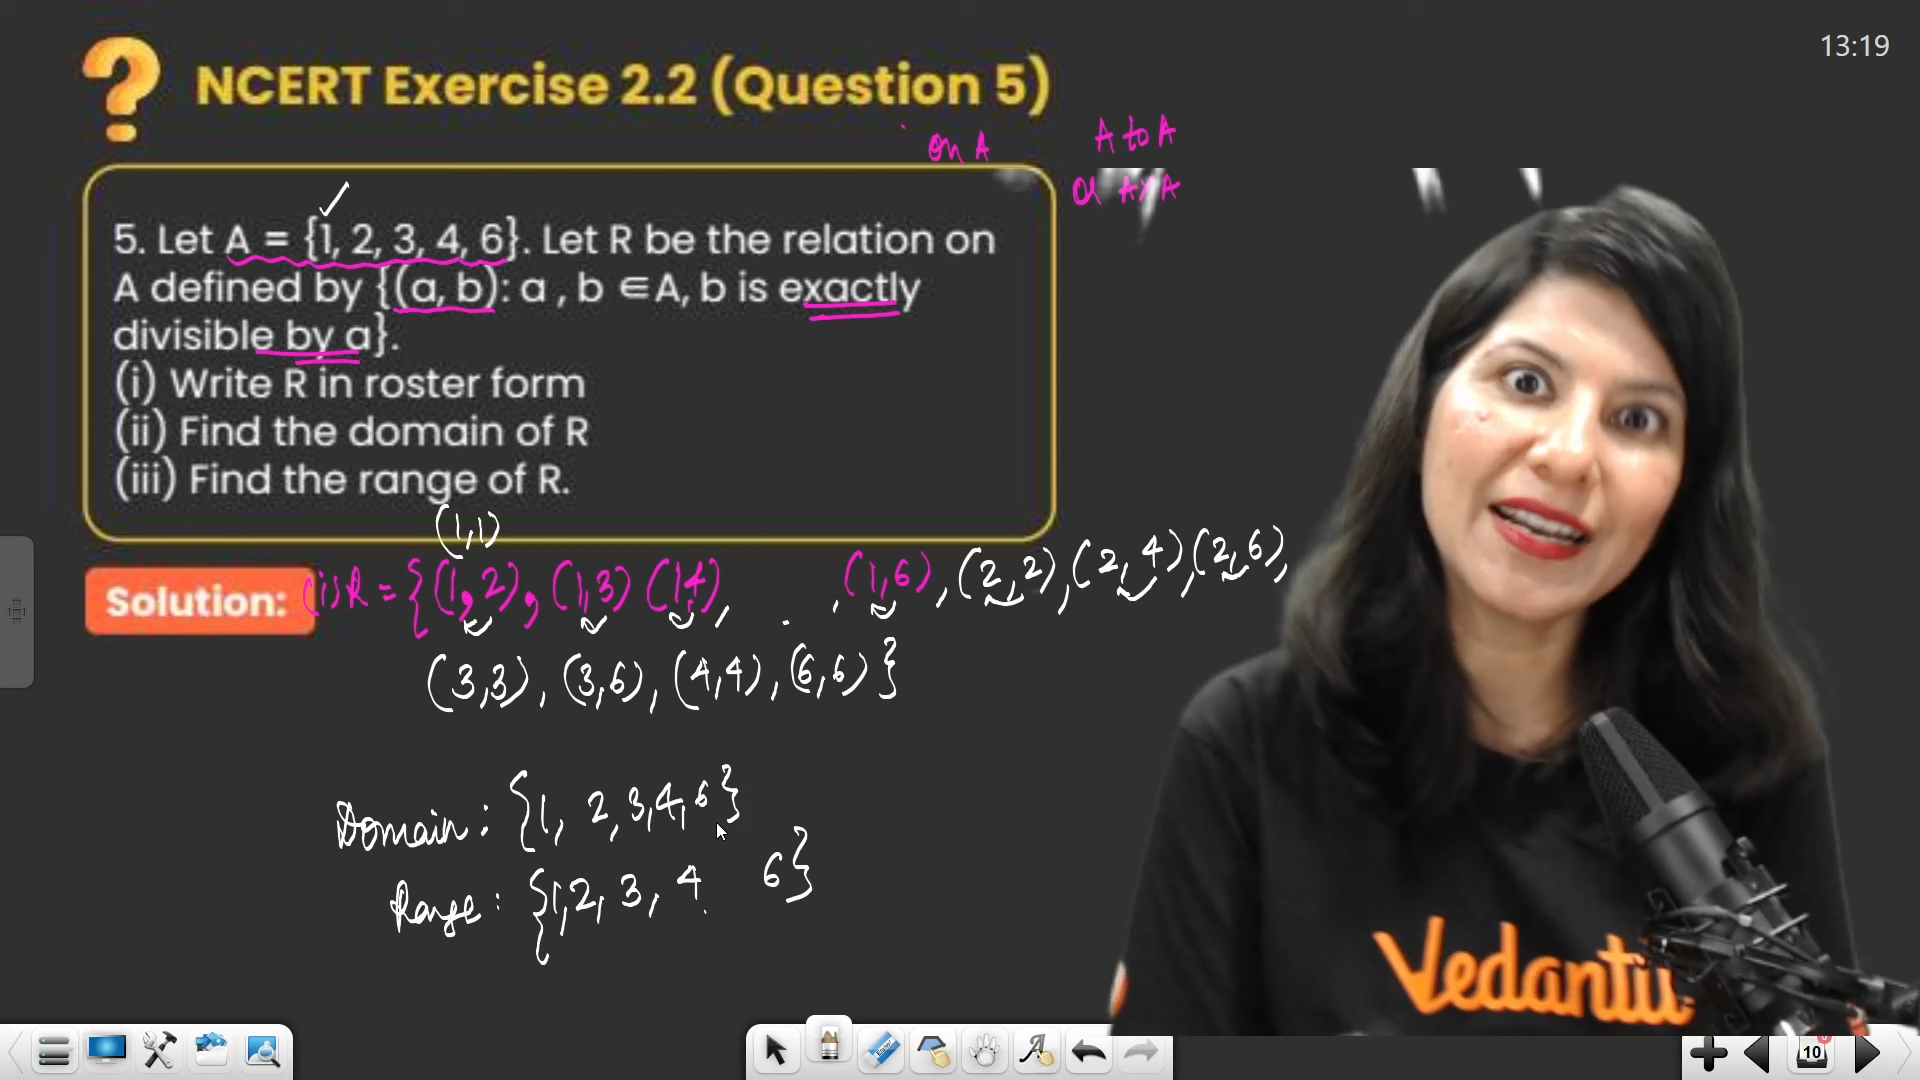 13:19
NCERT Exercise 2.2 (Question 5)
on A
A to A
or A×A
5. Let A = {1, 2, 3, 4, 6}. Let R be the relation on
A defined by {(a, b): a , b ∈A, b is exactly
divisible by a}.
(i) Write R in roster form
(ii) Find the domain of R
(iii) Find the range of R.
(1,1)
Solution: (i) R = {(1,2), (1,3) (1,4), . , (1,6), (2,2), (2,4), (2,6),
(3,3), (3,6), (4,4), (6,6)}
Domain: {1, 2, 3, 4, 6}
Range: {1, 2, 3, 4 6}
Vedantu
Eraser
A
10